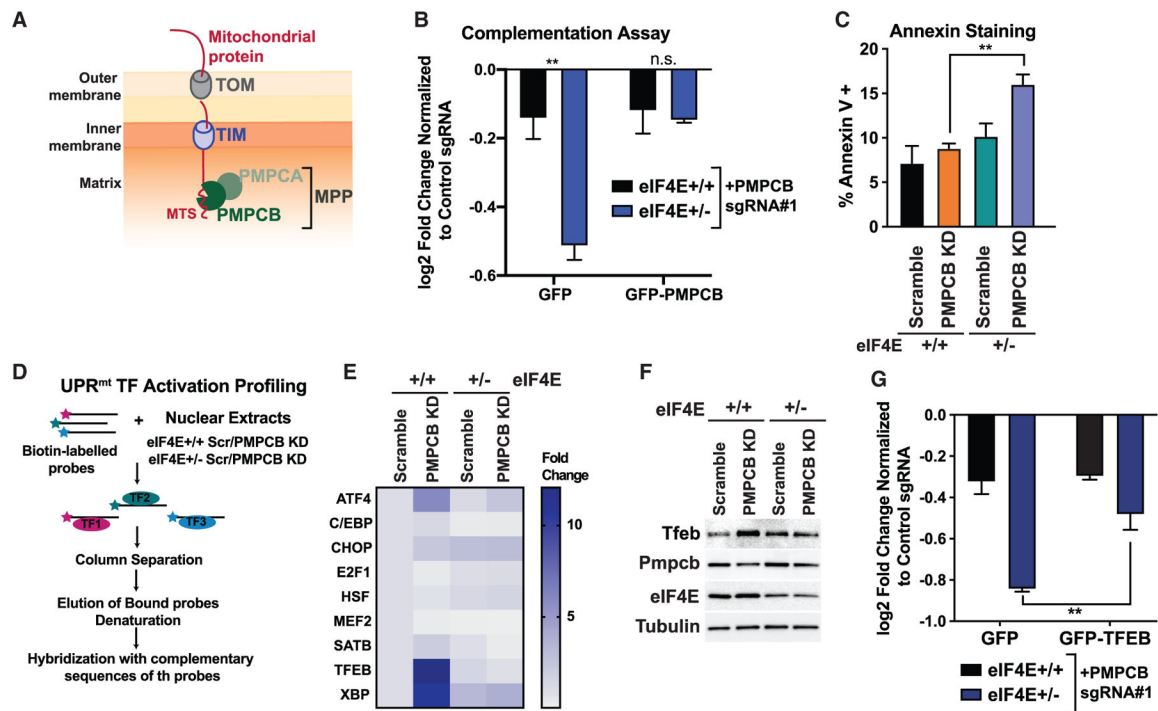 A
Mitochondrial
protein
Outer
membrane
TOM
Inner
membrane
TIM
Matrix
PMPCA
MPP
MTS
PMPCB
B
Complementation Assay
log2 Fold Change Normalized
to Control sgRNA
0.0
-0.2
-0.4
-0.6
**
n.s.
eIF4E+/+
eIF4E+/-
+PMPCB
sgRNA#1
GFP
GFP-PMPCB
C
Annexin Staining
% Annexin V +
20
15
10
5
0
**
Scramble
PMPCB KD
Scramble
PMPCB KD
eIF4E
+/+
+/-
D
UPRmt TF Activation Profiling
+
Nuclear Extracts
Biotin-labelled
probes
eIF4E+/+ Scr/PMPCB KD
eIF4E+/- Scr/PMPCB KD
TF2
TF1
TF3
Column Separation
Elution of Bound probes
Denaturation
Hybridization with complementary
sequences of th probes
E
+/+
+/-
eIF4E
Scramble
PMPCB KD
Scramble
PMPCB KD
Fold
Change
ATF4
C/EBP
CHOP
E2F1
HSF
MEF2
SATB
TFEB
XBP
10
5
F
eIF4E
+/+
+/-
Scramble
PMPCB KD
Scramble
PMPCB KD
Tfeb
Pmpcb
eIF4E
Tubulin
G
log2 Fold Change Normalized
to Control sgRNA
0.0
-0.2
-0.4
-0.6
-0.8
-1.0
**
GFP
GFP-TFEB
eIF4E+/+
eIF4E+/-
+PMPCB
sgRNA#1